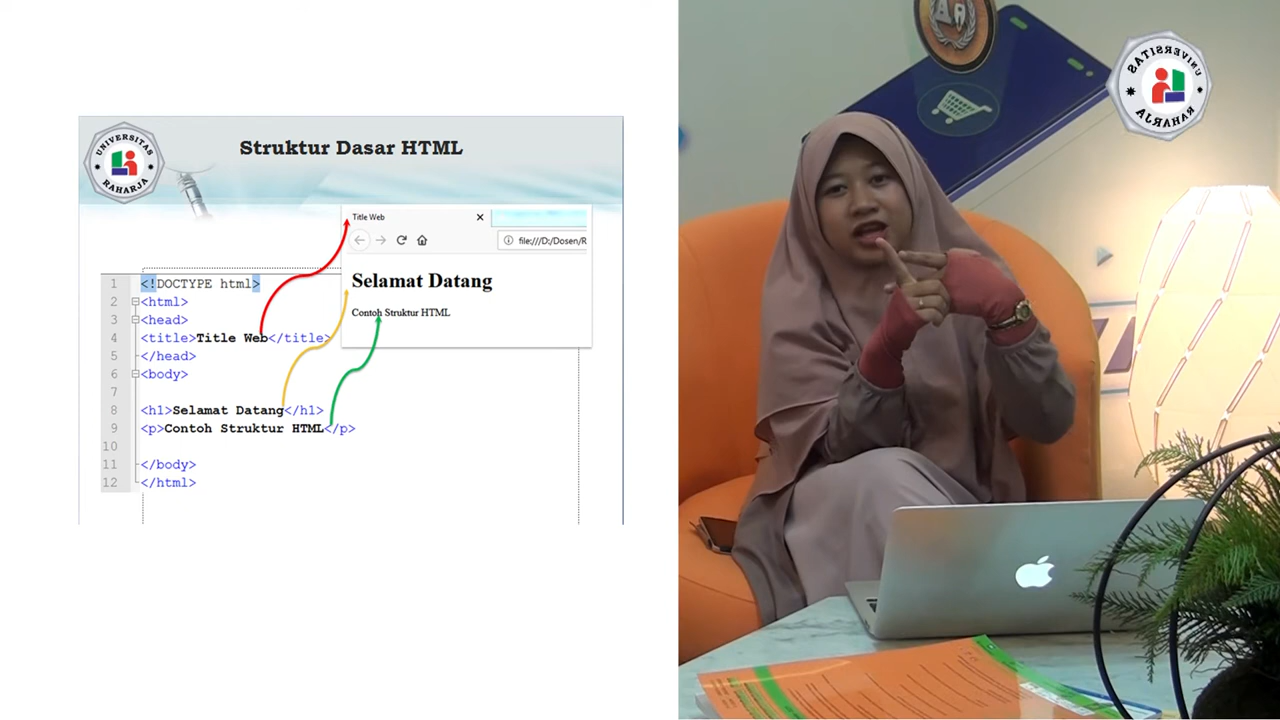 UNIVERSITAS
RAHARJA
Struktur Dasar HTML
Title Web
file:///D:/Dosen/R
Selamat Datang
Contoh Struktur HTML
1 <!DOCTYPE html>
2 <html>
3 <head>
4 <title>Title Web</title>
5 </head>
6 <body>
7
8 <h1>Selamat Datang</h1>
9 <p>Contoh Struktur HTML</p>
10
11 </body>
12 </html>
UNIVERSITAS
RAHARJA